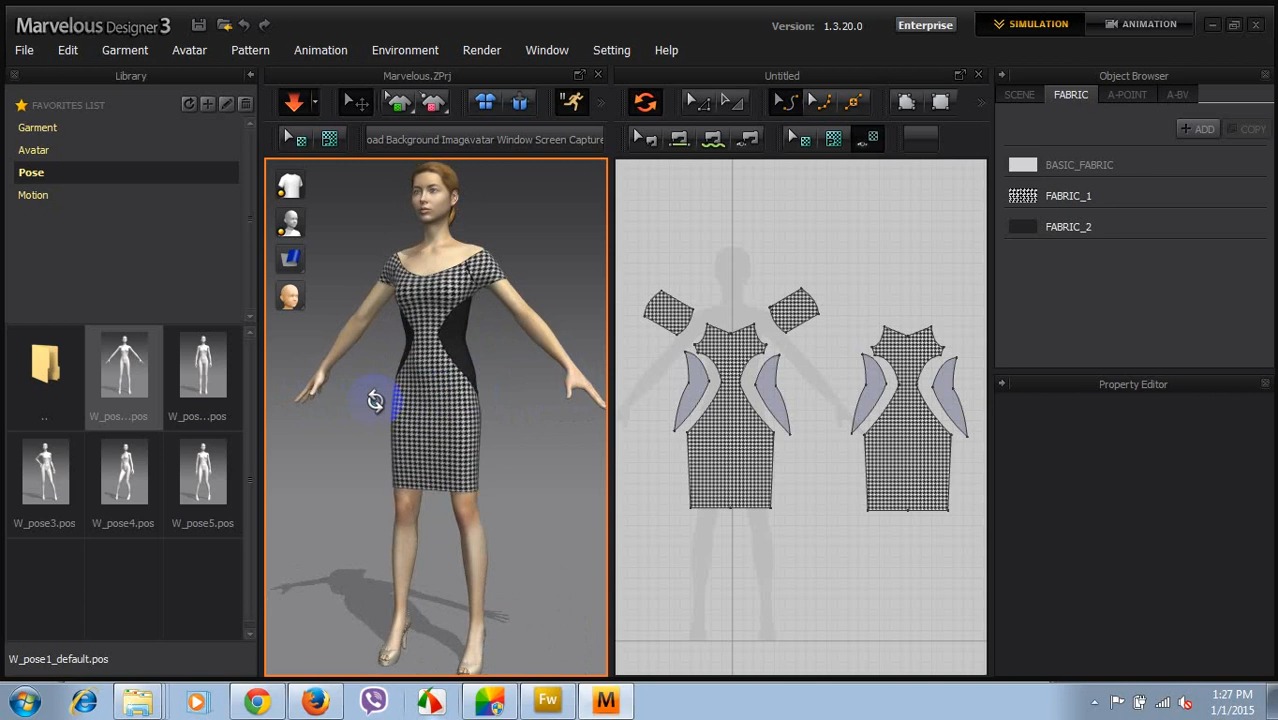 Marvelous Designer 3
Version: 1.3.20.0
Enterprise
SIMULATION
ANIMATION
File Edit Garment Avatar Pattern Animation Environment Render Window Setting Help
Library
Marvelous.ZPrj
Untitled
Object Browser
FAVORITES LIST
SCENE FABRIC A-POINT A-BV
Garment
ADD COPY
oad Background Image
avatar Window Screen Capture
Avatar
BASIC_FABRIC
Pose
Motion
FABRIC_1
FABRIC_2
Property Editor
..
W_pos...pos
W_pos...pos
W_pose3.pos
W_pose4.pos
W_pose5.pos
W_pose1_default.pos
Fw
M
1:27 PM
1/1/2015